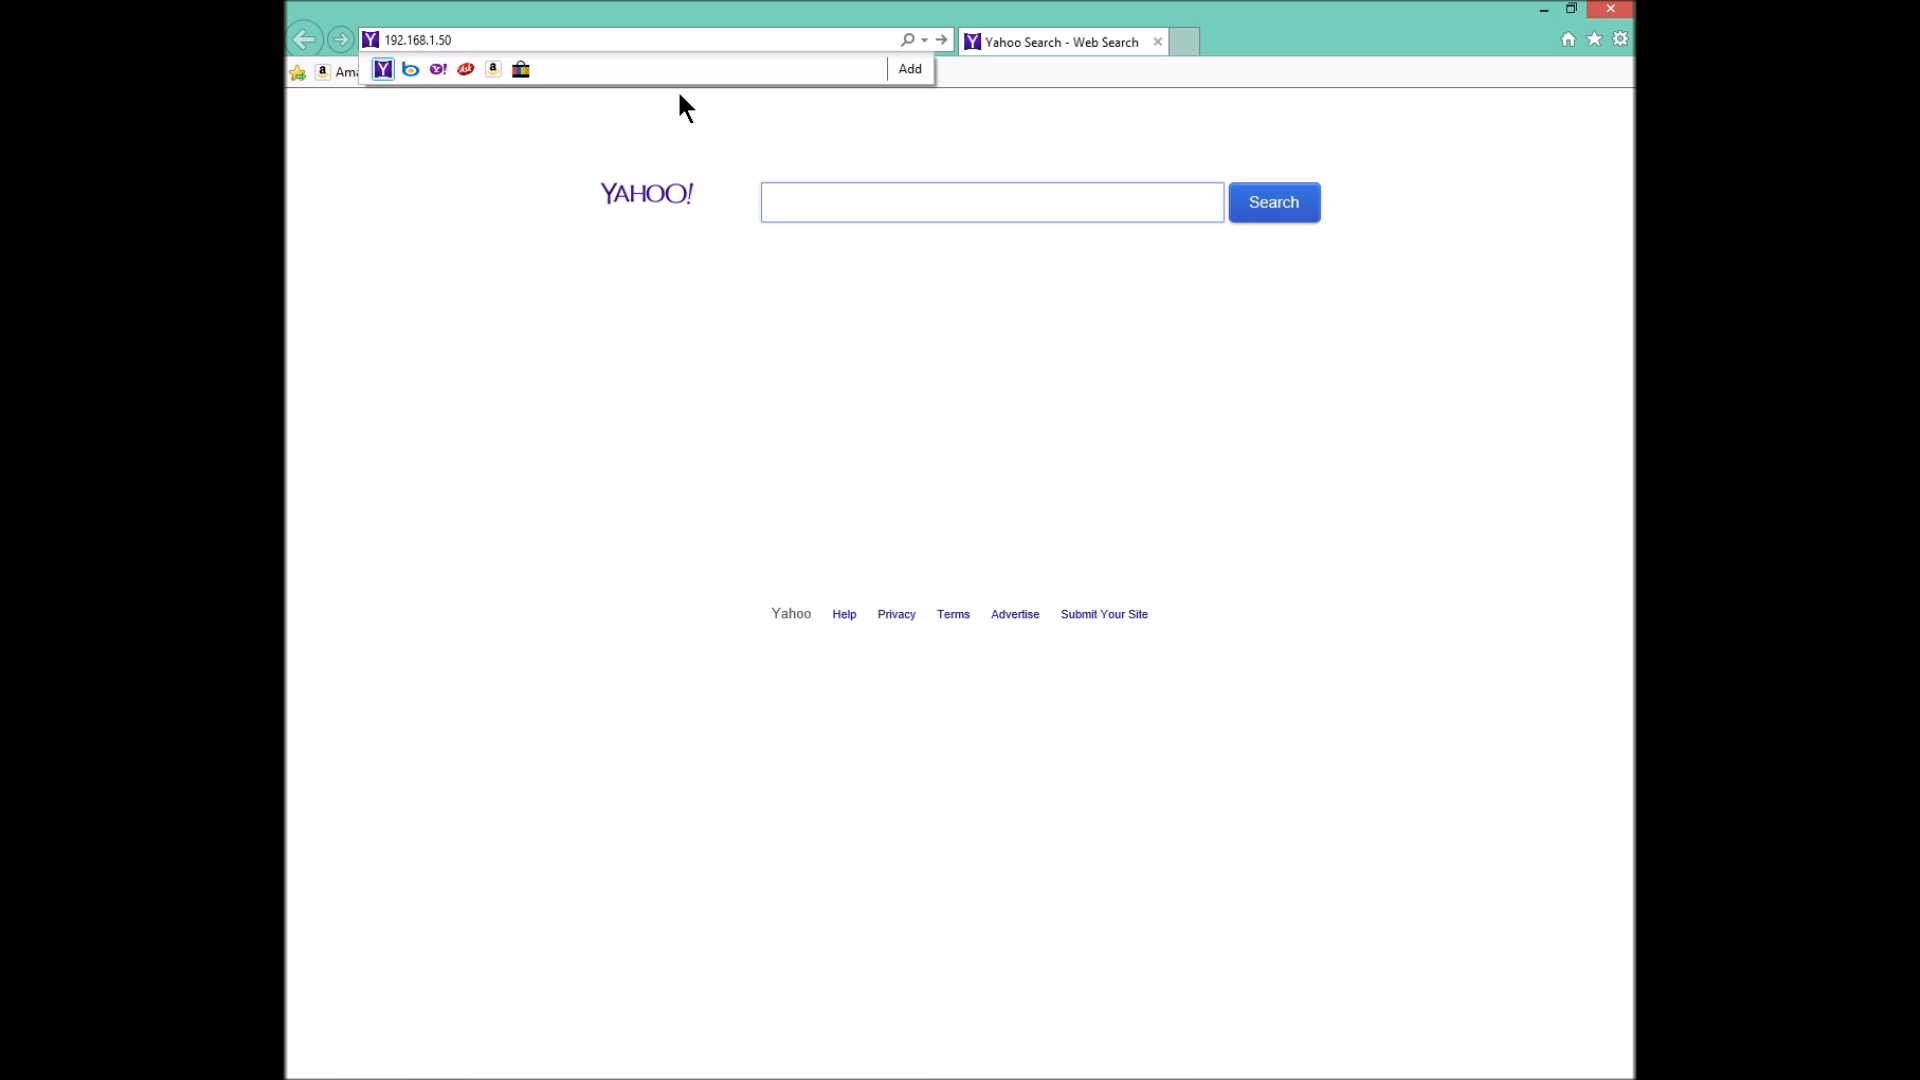 192.168.1.50
Yahoo Search - Web Search
Add
YAHOO!
Search
Yahoo Help Privacy Terms Advertise Submit Your Site